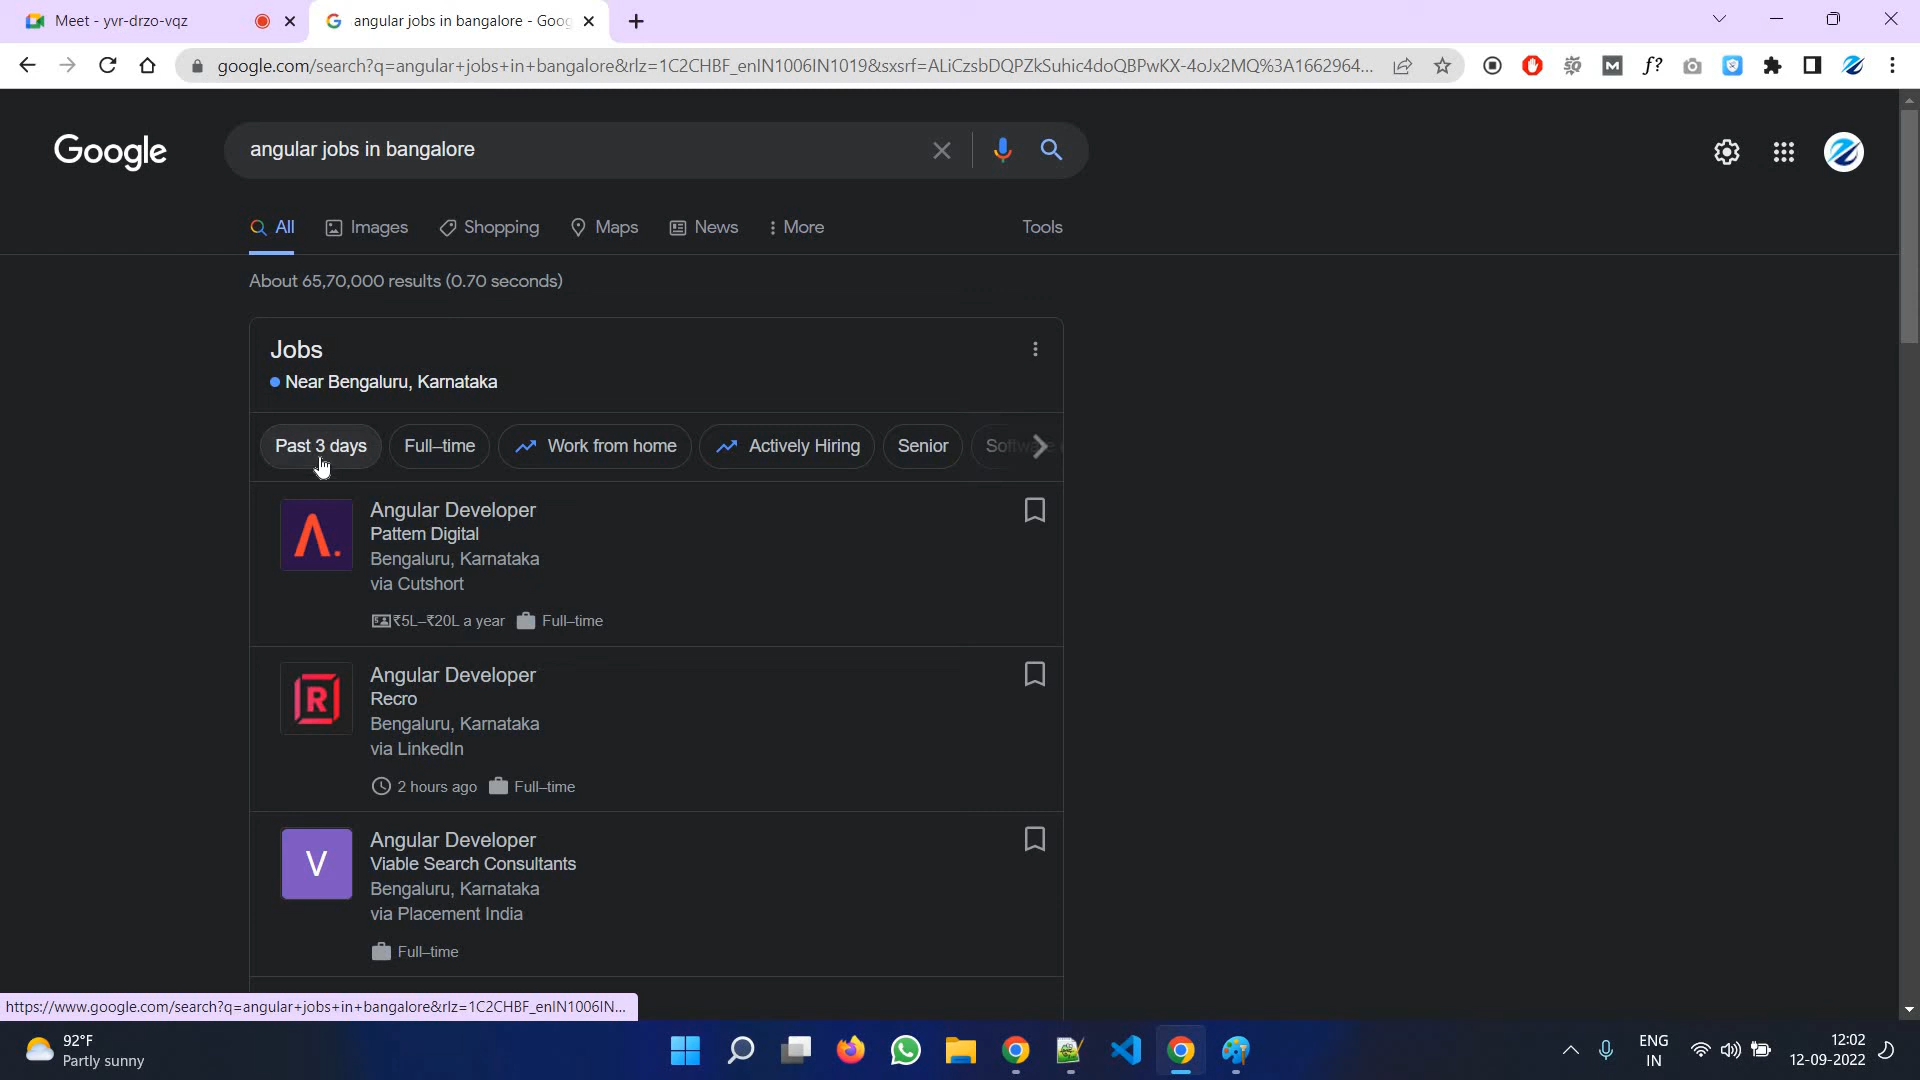 Meet - yvr-drzo-vqz
angular jobs in bangalore - Goog
google.com/search?q=angular+jobs+in+bangalore&rlz=1C2CHBF_enIN1006IN1019&sxsrf=ALiCzsbDQPZkSuhic4doQBPwKX-4oJx2MQ%3A1662964...
Google
angular jobs in bangalore
All
Images
Shopping
Maps
News
More
Tools
About 65,70,000 results (0.70 seconds)
Jobs
Near Bengaluru, Karnataka
Past 3 days
Full–time
Work from home
Actively Hiring
Senior
Angular Developer
Pattem Digital
Bengaluru, Karnataka
via Cutshort
₹5L–₹20L a year
Full–time
R
Angular Developer
Recro
Bengaluru, Karnataka
via LinkedIn
2 hours ago
Full–time
V
Angular Developer
Viable Search Consultants
Bengaluru, Karnataka
via Placement India
Full–time
https://www.google.com/search?q=angular+jobs+in+bangalore&rlz=1C2CHBF_enIN1006IN...
92°F
Partly sunny
ENG
IN
12:02
12-09-2022